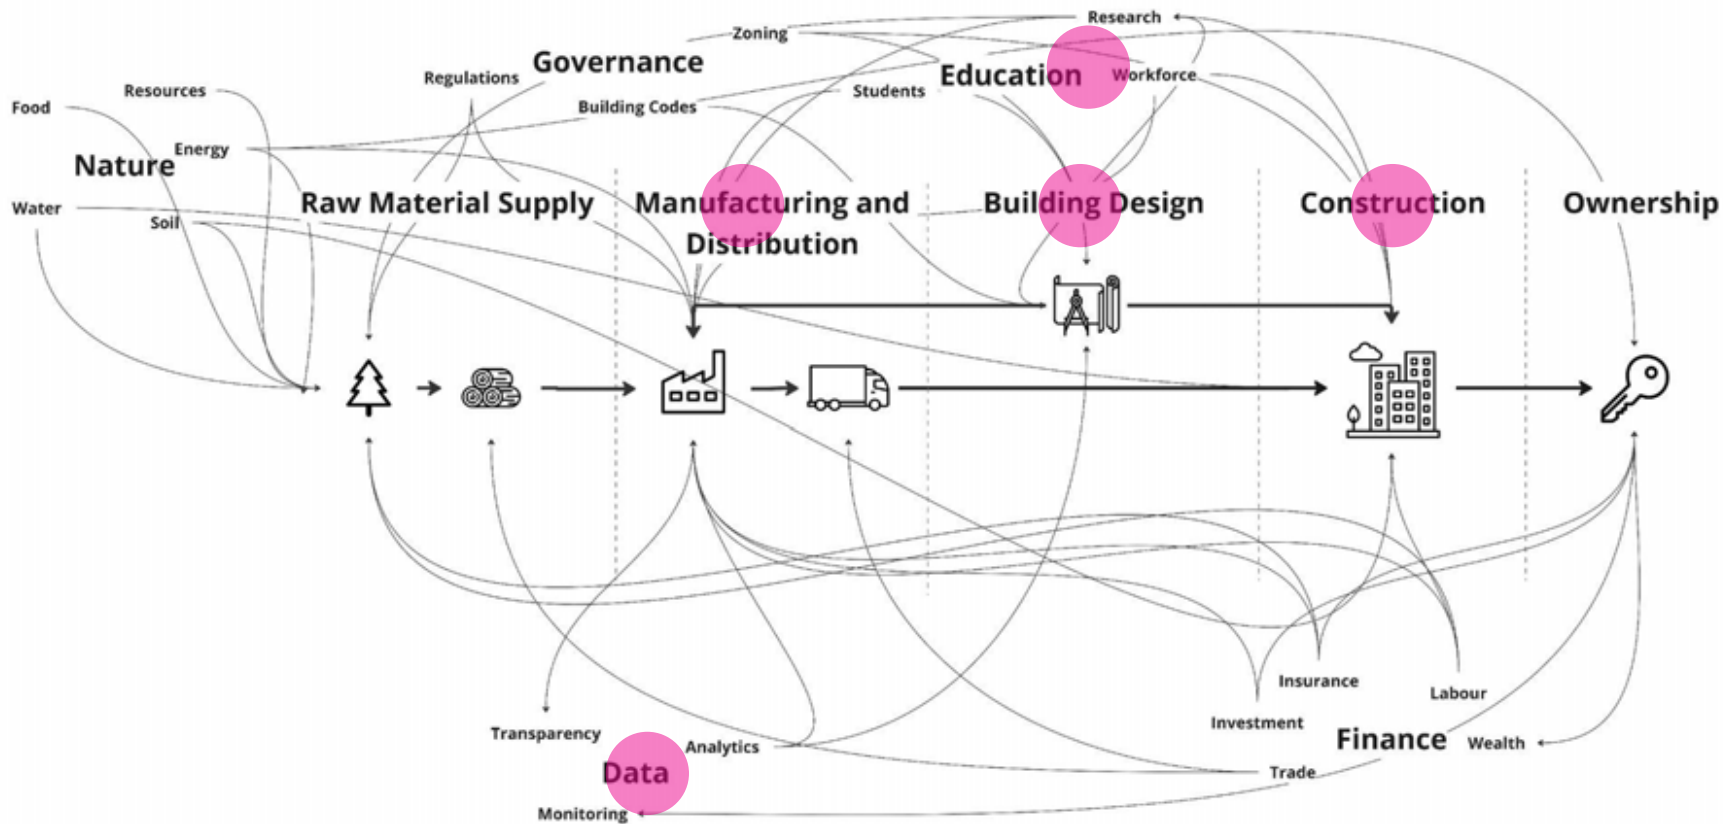 Research
Zoning
Governance
Education
Workforce
Regulations
Students
Resources
Building Codes
Food
Energy
Nature
Raw Material Supply
Manufacturing and
Distribution
Building Design
Construction
Ownership
Water
Soil
Insurance
Labour
Investment
Transparency
Analytics
Finance
Wealth
Data
Trade
Monitoring